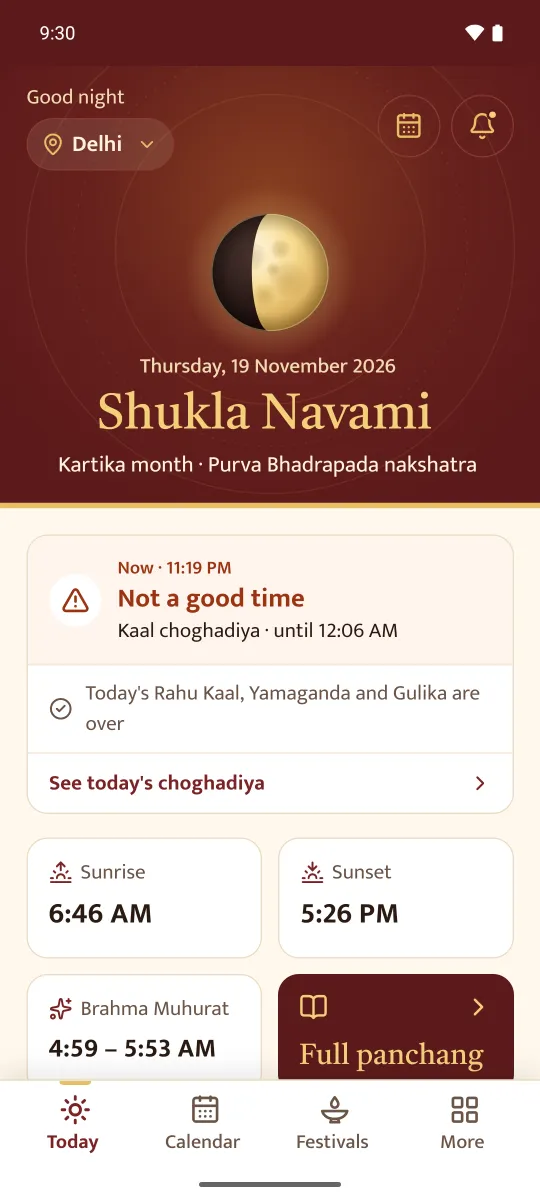 9:30
Good night
Delhi
Thursday, 19 November 2026
Shukla Navami
Kartika month · Purva Bhadrapada nakshatra
Now · 11:19 PM
Not a good time
Kaal choghadiya · until 12:06 AM
Today's Rahu Kaal, Yamaganda and Gulika are
over
See today's choghadiya
Sunrise
6:46 AM
Sunset
5:26 PM
Brahma Muhurat
4:59 – 5:53 AM
Full panchang
Today
Calendar
Festivals
More